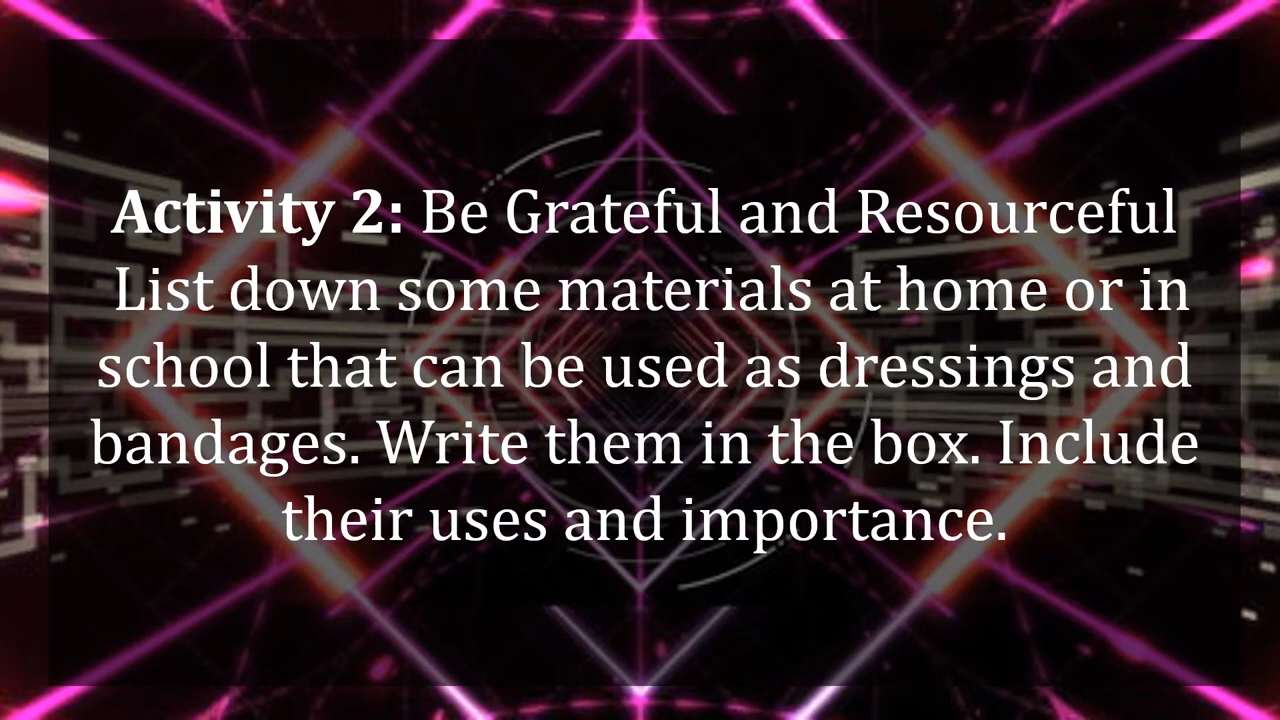 Activity 2: Be Grateful and Resourceful
List down some materials at home or in
school that can be used as dressings and
bandages. Write them in the box. Include
their uses and importance.